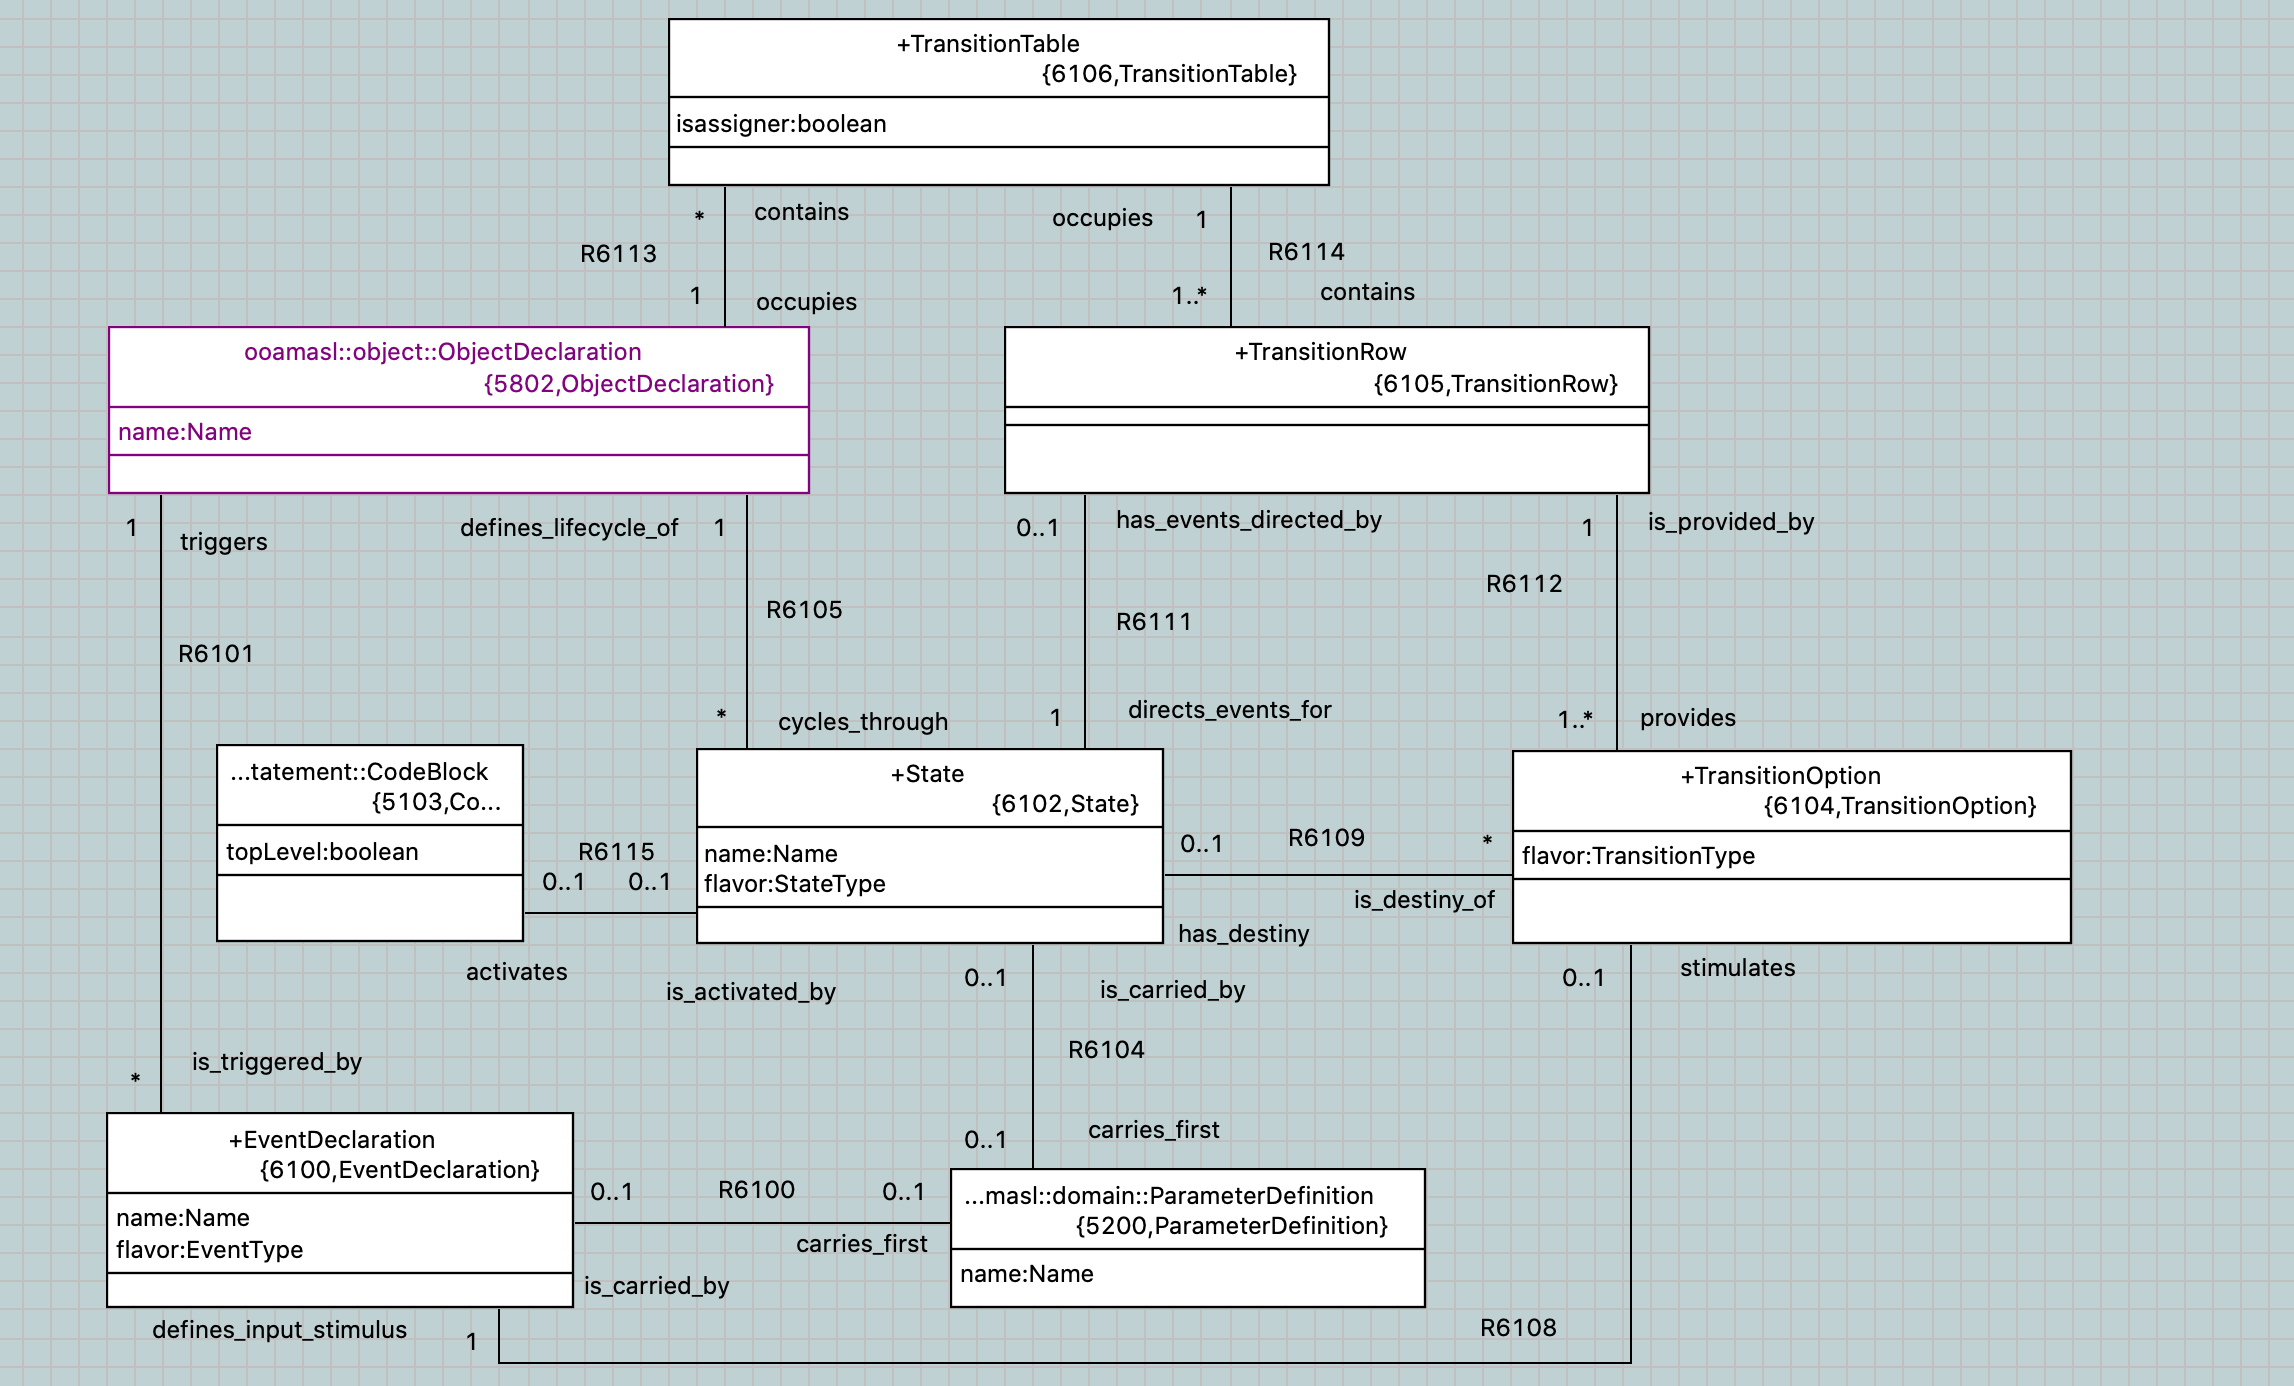 +TransitionTable
{6106,TransitionTable}
isassigner:boolean
* contains
occupies 1
R6113
R6114
1 occupies
1..* contains
ooamasl::object::ObjectDeclaration
{5802,ObjectDeclaration}
name:Name
+TransitionRow
{6105,TransitionRow}
1 triggers
defines_lifecycle_of 1
0..1 has_events_directed_by
1 is_provided_by
R6112
R6105
R6111
R6101
* cycles_through
1 directs_events_for
1..* provides
...tatement::CodeBlock
{5103,Co...
topLevel:boolean
R6115
0..1 0..1
+State
{6102,State}
name:Name
flavor:StateType
0..1 R6109 *
is_destiny_of
has_destiny
+TransitionOption
{6104,TransitionOption}
flavor:TransitionType
activates
is_activated_by
0..1 is_carried_by
0..1 stimulates
R6104
is_triggered_by
*
0..1 carries_first
+EventDeclaration
{6100,EventDeclaration}
name:Name
flavor:EventType
0..1 R6100 0..1
carries_first
is_carried_by
...masl::domain::ParameterDefinition
{5200,ParameterDefinition}
name:Name
defines_input_stimulus 1
R6108